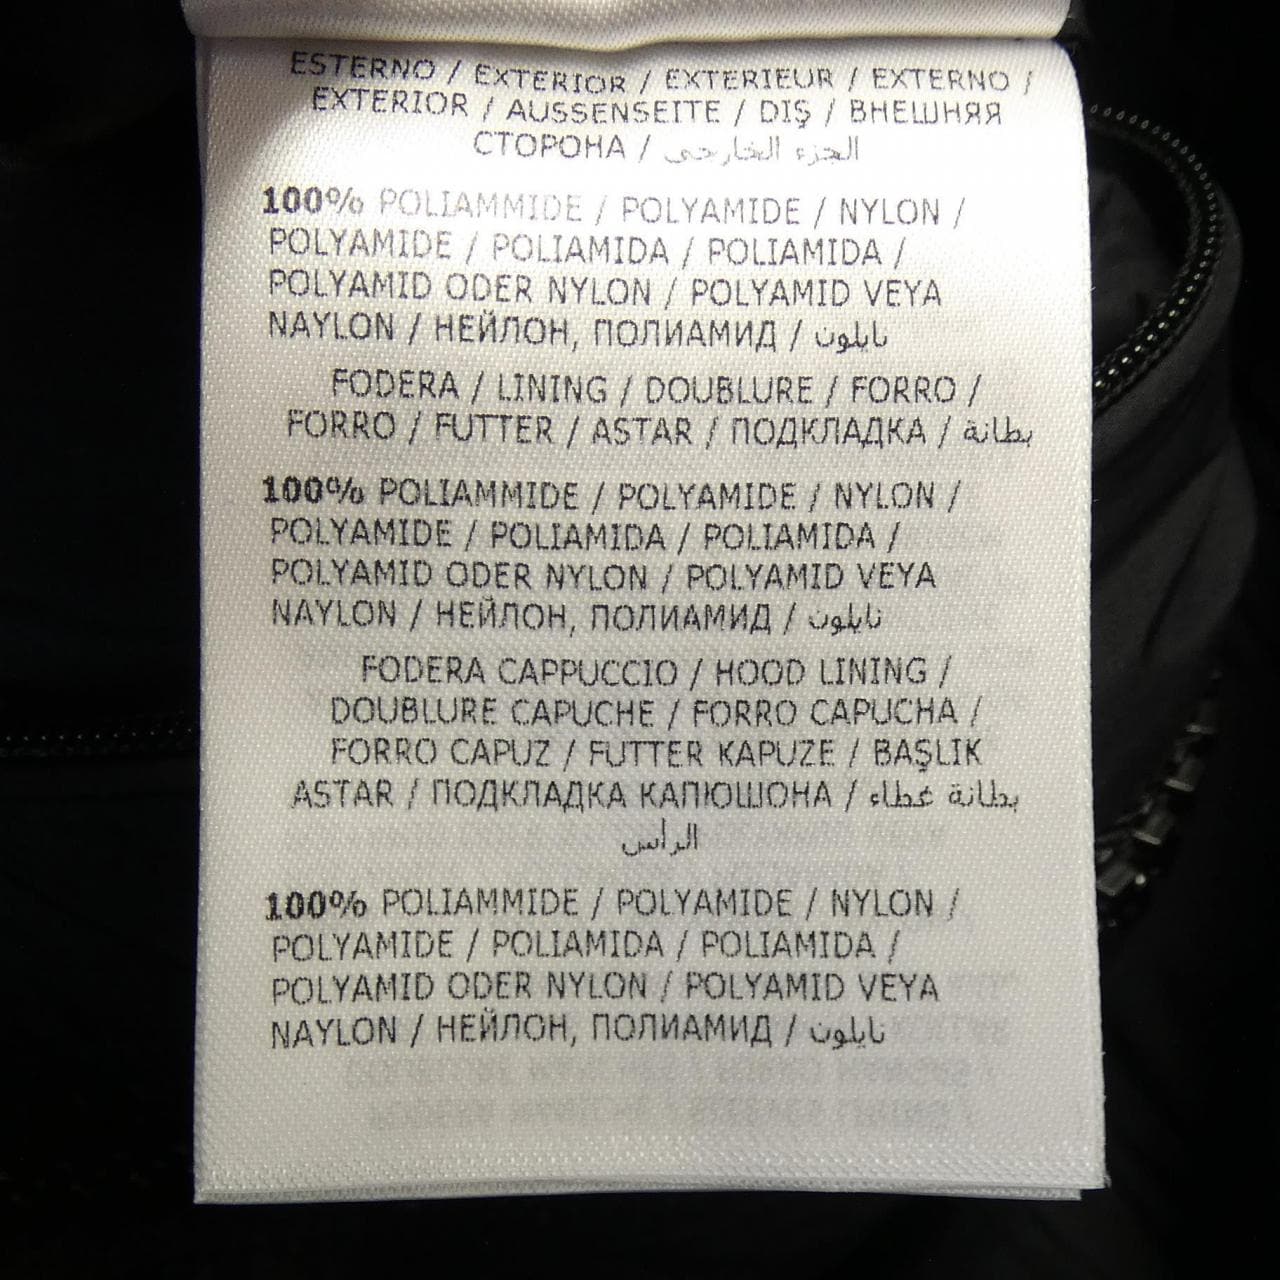 ESTERNO / EXTERIOR / EXTERIEUR / EXTERNO /
EXTERIOR / AUSSENSEITE / DIŞ / ВНЕШНЯЯ
СТОРОНА / الجزء الخارجي
100% POLIAMMIDE / POLYAMIDE / NYLON /
POLYAMIDE / POLIAMIDA / POLIAMIDA /
POLYAMID ODER NYLON / POLYAMID VEYA
NAYLON / НЕЙЛОН, ПОЛИАМИД / نايلون
FODERA / LINING / DOUBLURE / FORRO /
FORRO / FUTTER / ASTAR / ПОДКЛАДКА / بطانة
100% POLIAMMIDE / POLYAMIDE / NYLON /
POLYAMIDE / POLIAMIDA / POLIAMIDA /
POLYAMID ODER NYLON / POLYAMID VEYA
NAYLON / НЕЙЛОН, ПОЛИАМИД / نايلون
FODERA CAPPUCCIO / HOOD LINING /
DOUBLURE CAPUCHE / FORRO CAPUCHA /
FORRO CAPUZ / FUTTER KAPUZE / BAŞLIK
ASTAR / ПОДКЛАДКА КАПЮШОНА / بطانة غطاء
الرأس
100% POLIAMMIDE / POLYAMIDE / NYLON /
POLYAMIDE / POLIAMIDA / POLIAMIDA /
POLYAMID ODER NYLON / POLYAMID VEYA
NAYLON / НЕЙЛОН, ПОЛИАМИД / نايلون